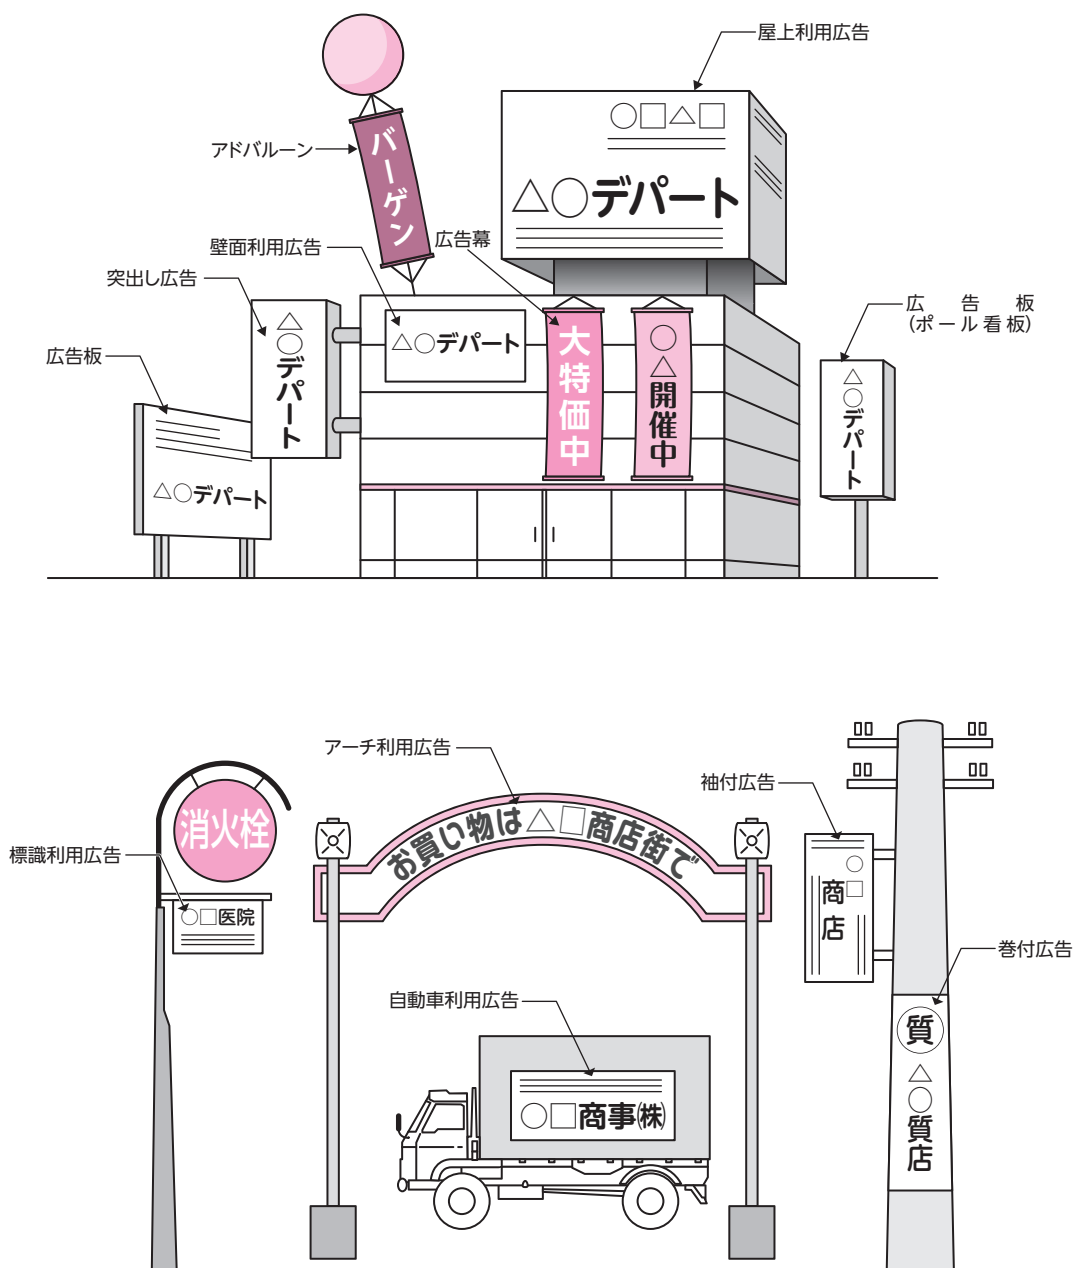 屋上利用広告
○□△□
△○デパート
アドバルーン
バーゲン
壁面利用広告
広告幕
突出し広告
広告板
△○デパート
△○デパート
大特価中
○△開催中
広告板
(ポール看板)
△○デパート
△○デパート
アーチ利用広告
お買い物は△□商店街で
袖付広告
消火栓
標識利用広告
○□医院
○□商店
巻付広告
自動車利用広告
○□商事㈱
質
△○質店